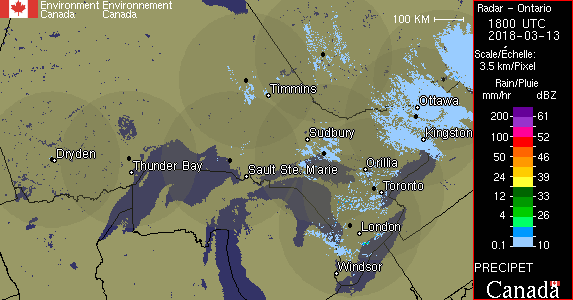 Environment Environnement
Canada Canada
100 KM
Timmins
Ottawa
Sudbury
Kingston
Dryden
Thunder Bay
Sault Ste. Marie
Orillia
Toronto
London
Windsor
Radar - Ontario
1800 UTC
2018-03-13
Scale/Échelle:
3.5 km/Pixel
Rain/Pluie
mm/hr dBZ
200 61
100 52
50 46
24 39
12 33
4 26
0.1 10
PRECIPET
Canada